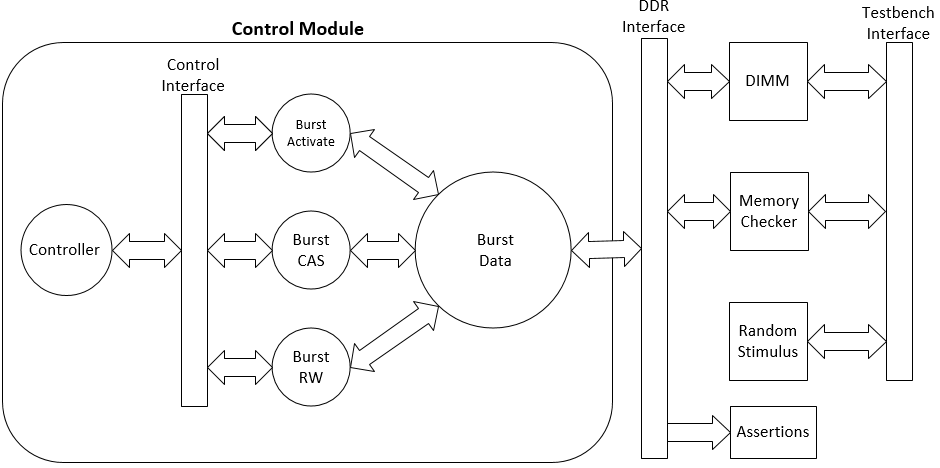 Control Module
DDR
Interface
Testbench
Interface
Control
Interface
Burst
Activate
DIMM
Memory
Checker
Controller
Burst
CAS
Burst
Data
Random
Stimulus
Burst
RW
Assertions